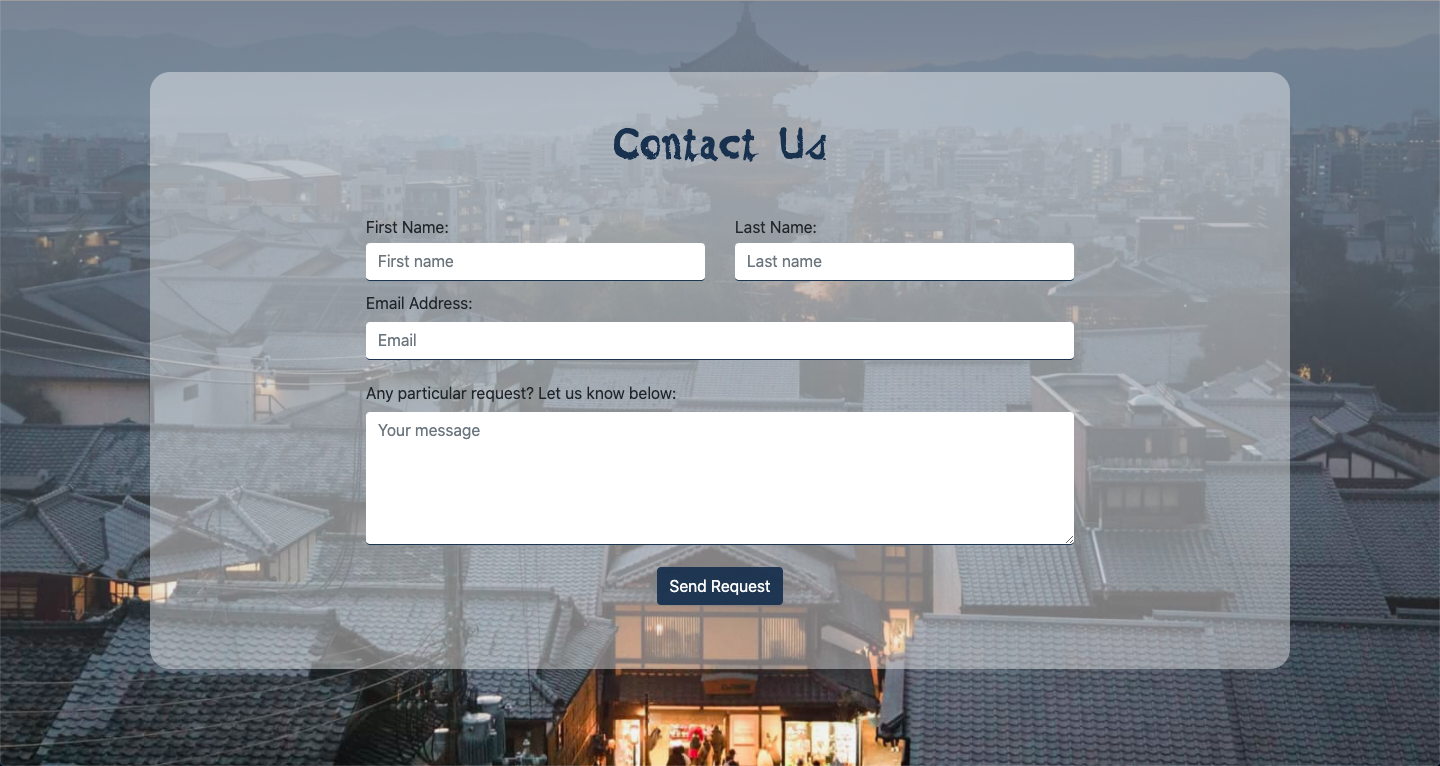 Contact Us
First Name: Last Name:
First name Last name
Email Address:
Email
Any particular request? Let us know below:
Your message
Send Request